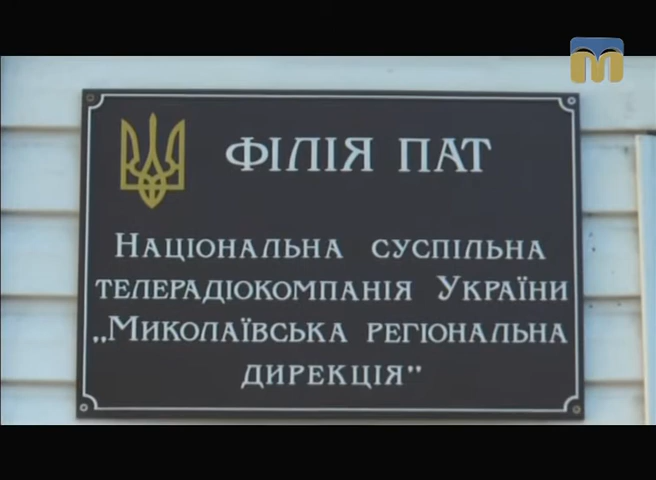 ФІЛІЯ ПАТ
НАЦІОНАЛЬНА СУСПІЛЬНА
ТЕЛЕРАДІОКОМПАНІЯ УКРАЇНИ
„МИКОЛАЇВСЬКА РЕГІОНАЛЬНА
ДИРЕКЦІЯ"